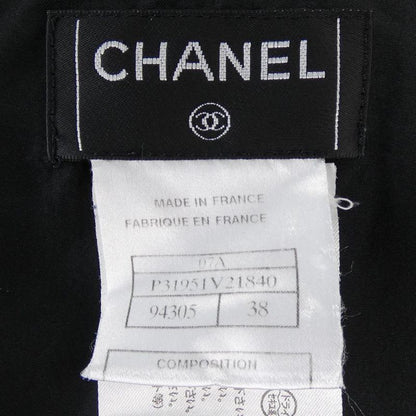 CHANEL
MADE IN FRANCE
FABRIQUE EN FRANCE
07A
P31951V21840
94305 38
COMPOSITION